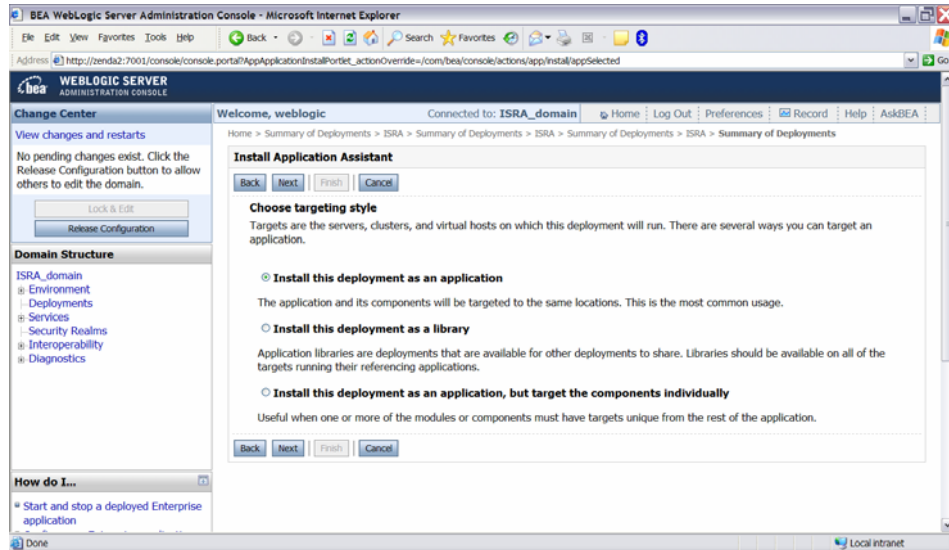 BEA WebLogic Server Administration Console - Microsoft Internet Explorer
File Edit View Favorites Tools Help
Back Search Favorites
Address http://zenda2:7001/console/console.portal?AppApplicationInstallPortlet_actionOverride=/com/bea/console/actions/app/install/appSelected Go
bea WEBLOGIC SERVER
ADMINISTRATION CONSOLE
Change Center
View changes and restarts
No pending changes exist. Click the
Release Configuration button to allow
others to edit the domain.
Lock & Edit
Release Configuration
Domain Structure
ISRA_domain
Environment
Deployments
Services
Security Realms
Interoperability
Diagnostics
How do I...
Start and stop a deployed Enterprise
application
Welcome, weblogic Connected to: ISRA_domain Home Log Out Preferences Record Help AskBEA
Home > Summary of Deployments > ISRA > Summary of Deployments > ISRA > Summary of Deployments > ISRA > Summary of Deployments
Install Application Assistant
Back Next Finish Cancel
Choose targeting style
Targets are the servers, clusters, and virtual hosts on which this deployment will run. There are several ways you can target an
application.
Install this deployment as an application
The application and its components will be targeted to the same locations. This is the most common usage.
Install this deployment as a library
Application libraries are deployments that are available for other deployments to share. Libraries should be available on all of the
targets running their referencing applications.
Install this deployment as an application, but target the components individually
Useful when one or more of the modules or components must have targets unique from the rest of the application.
Back Next Finish Cancel
Done Local intranet